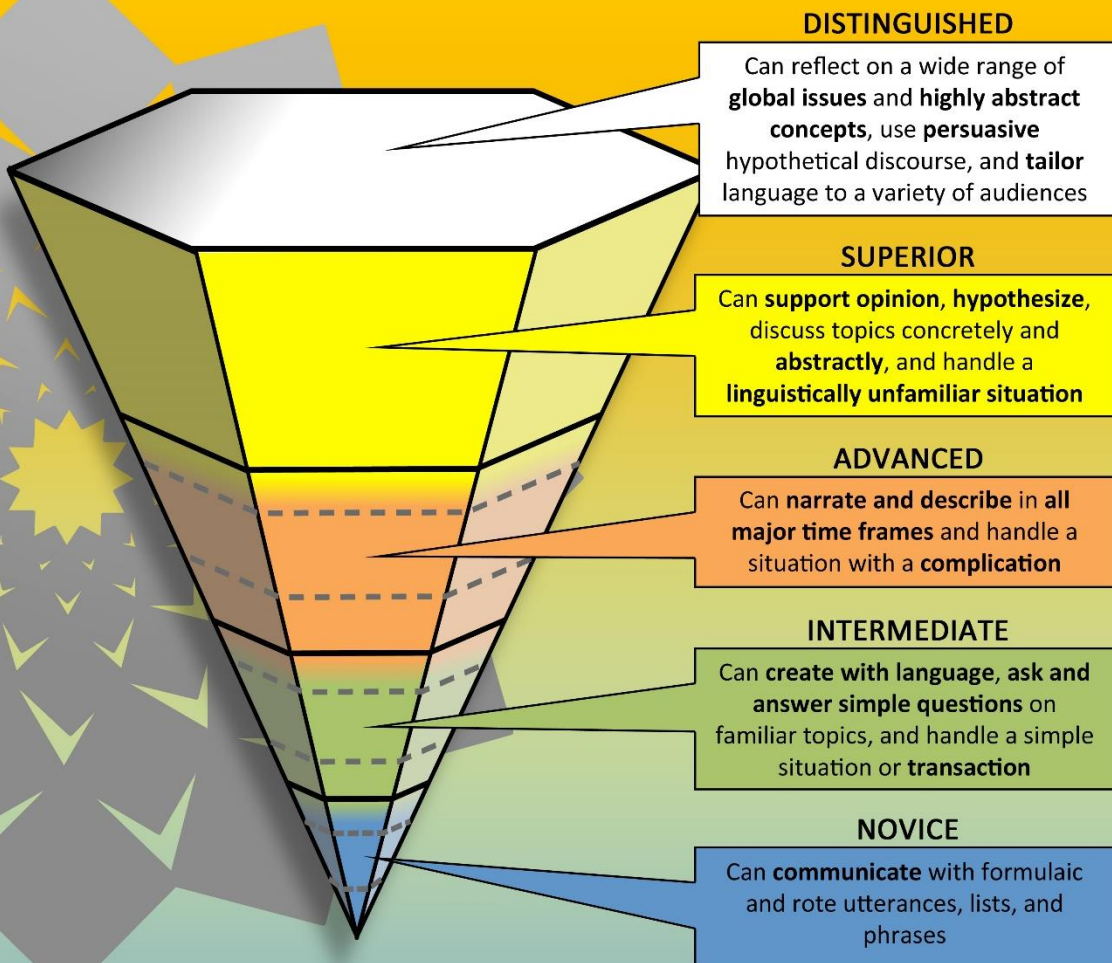 DISTINGUISHED
Can reflect on a wide range of
global issues and highly abstract
concepts, use persuasive
hypothetical discourse, and tailor
language to a variety of audiences
SUPERIOR
Can support opinion, hypothesize,
discuss topics concretely and
abstractly, and handle a
linguistically unfamiliar situation
ADVANCED
Can narrate and describe in all
major time frames and handle a
situation with a complication
INTERMEDIATE
Can create with language, ask and
answer simple questions on
familiar topics, and handle a simple
situation or transaction
NOVICE
Can communicate with formulaic
and rote utterances, lists, and
phrases